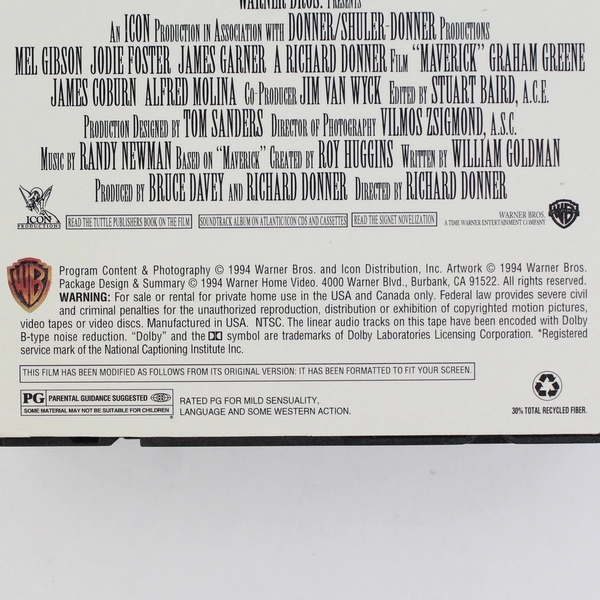 WARNER BROS. PRESENTS
AN ICON PRODUCTION IN ASSOCIATION WITH DONNER/SHULER-DONNER PRODUCTIONS
MEL GIBSON JODIE FOSTER JAMES GARNER A RICHARD DONNER FILM "MAVERICK" GRAHAM GREENE
JAMES COBURN ALFRED MOLINA CO-PRODUCER JIM VAN WYCK EDITED BY STUART BAIRD, A.C.E.
PRODUCTION DESIGNED BY TOM SANDERS DIRECTOR OF PHOTOGRAPHY VILMOS ZSIGMOND, A.S.C.
MUSIC BY RANDY NEWMAN BASED ON "MAVERICK" CREATED BY ROY HUGGINS WRITTEN BY WILLIAM GOLDMAN
PRODUCED BY BRUCE DAVEY AND RICHARD DONNER DIRECTED BY RICHARD DONNER
ICON
PRODUCTIONS
READ THE TUTTLE PUBLISHERS BOOK ON THE FILM
SOUNDTRACK ALBUM ON ATLANTIC/ICON CDS AND CASSETTES
READ THE SIGNET NOVELIZATION
WARNER BROS.
A TIME WARNER ENTERTAINMENT COMPANY
WB
WB
Program Content & Photography © 1994 Warner Bros. and Icon Distribution, Inc. Artwork © 1994 Warner Bros.
Package Design & Summary © 1994 Warner Home Video. 4000 Warner Blvd., Burbank, CA 91522. All rights reserved.
WARNING: For sale or rental for private home use in the USA and Canada only. Federal law provides severe civil
and criminal penalties for the unauthorized reproduction, distribution or exhibition of copyrighted motion pictures,
video tapes or video discs. Manufactured in USA. NTSC. The linear audio tracks on this tape have been encoded with Dolby
B-type noise reduction. "Dolby" and the DD symbol are trademarks of Dolby Laboratories Licensing Corporation. *Registered
service mark of the National Captioning Institute Inc.
THIS FILM HAS BEEN MODIFIED AS FOLLOWS FROM ITS ORIGINAL VERSION: IT HAS BEEN FORMATTED TO FIT YOUR SCREEN.
PG PARENTAL GUIDANCE SUGGESTED
SOME MATERIAL MAY NOT BE SUITABLE FOR CHILDREN
RATED PG FOR MILD SENSUALITY,
LANGUAGE AND SOME WESTERN ACTION.
30% TOTAL RECYCLED FIBER.